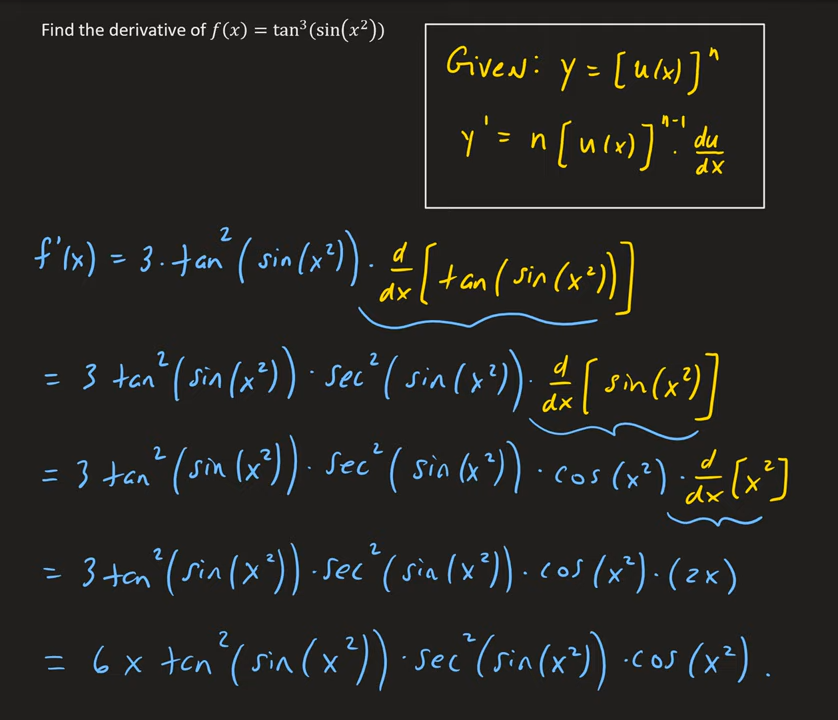 Find the derivative of f(x) = tan³(sin(x²))
Given: y = [u(x)]ⁿ
y' = n[u(x)]ⁿ⁻¹ · du/dx
f'(x) = 3 · tan²(sin(x²)) · d/dx[tan(sin(x²))]
= 3 tan²(sin(x²)) · sec²(sin(x²)) · d/dx[sin(x²)]
= 3 tan²(sin(x²)) · sec²(sin(x²)) · cos(x²) · d/dx[x²]
= 3 tan²(sin(x²)) · sec²(sin(x²)) · cos(x²) · (2x)
= 6x tan²(sin(x²)) · sec²(sin(x²)) · cos(x²).